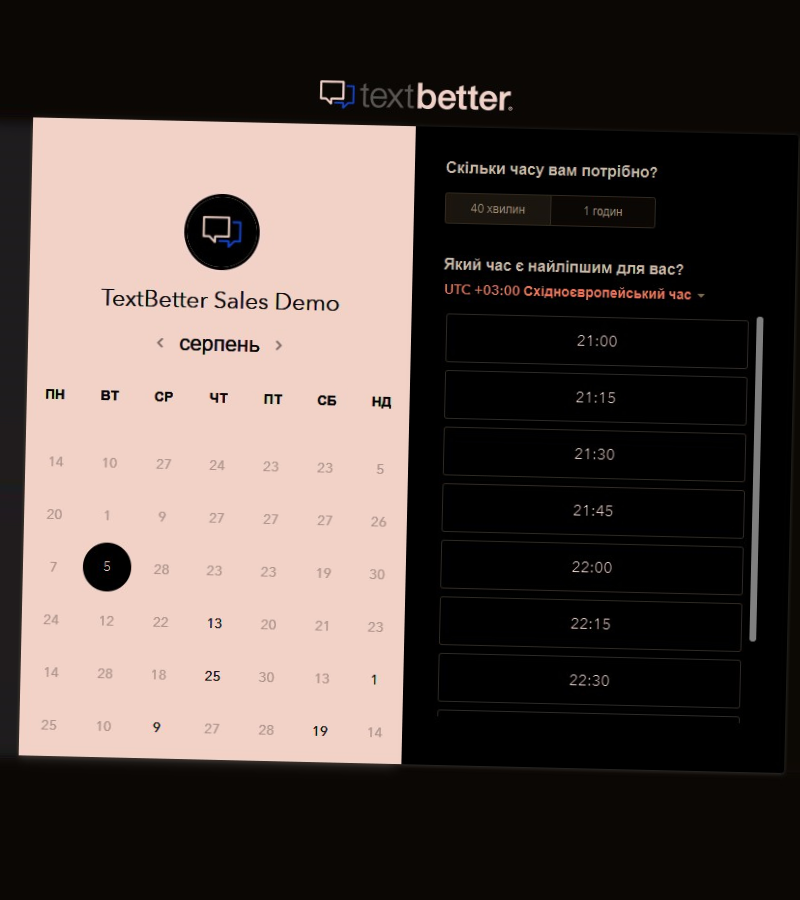 textbetter.
TextBetter Sales Demo
серпень
ПН ВТ СР ЧТ ПТ СБ НД
14 10 27 24 23 23 5
20 1 9 27 27 27 26
7 5 28 23 23 19 30
24 12 22 13 20 21 23
14 28 18 25 30 13 1
25 10 9 27 28 19 14
Скільки часу вам потрібно?
40 хвилин 1 годин
Який час є найліпшим для вас?
UTC +03:00 Східноєвропейський час
21:00
21:15
21:30
21:45
22:00
22:15
22:30